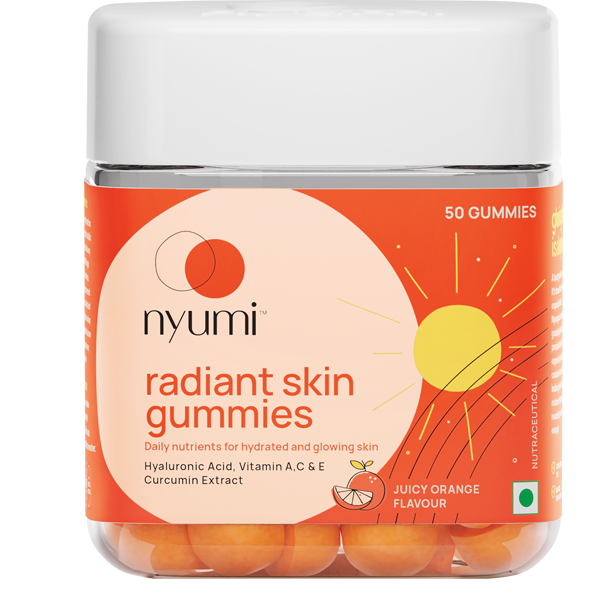 50 GUMMIES
nyumi™
radiant skin
gummies
Daily nutrients for hydrated and glowing skin
Hyaluronic Acid, Vitamin A,C & E
Curcumin Extract
JUICY ORANGE
FLAVOUR
NUTRACEUTICAL